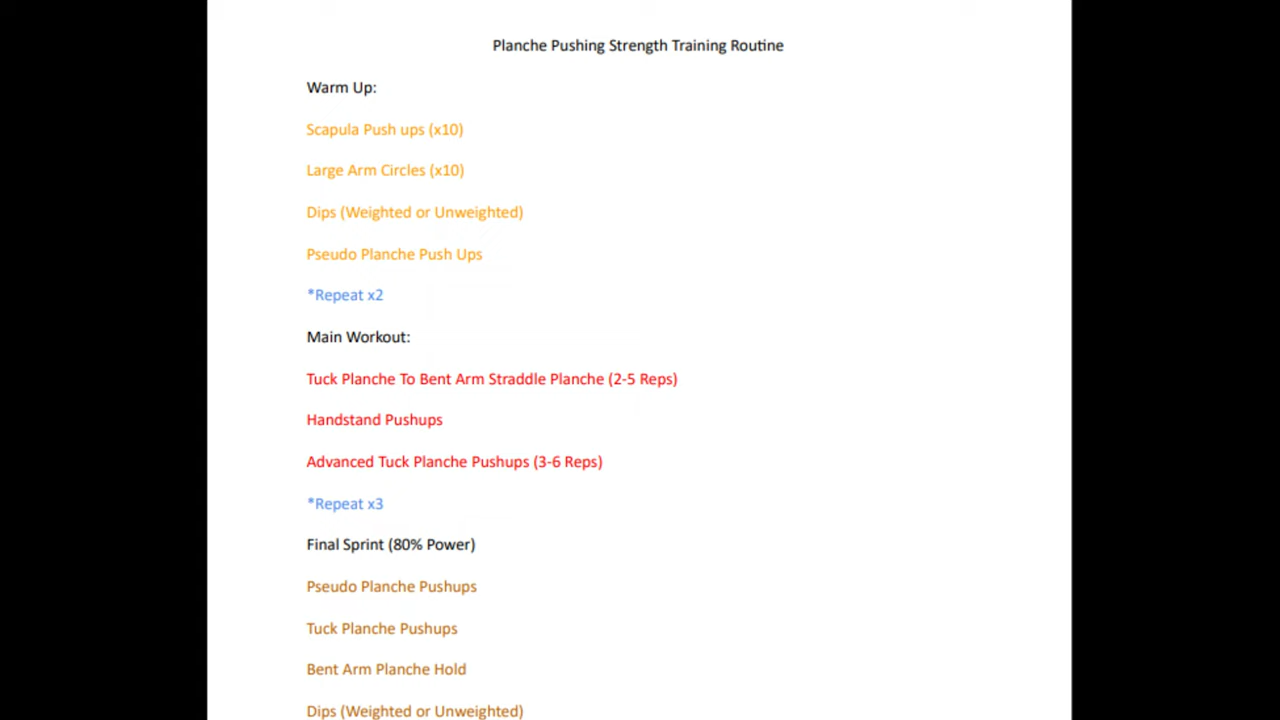 Planche Pushing Strength Training Routine
Warm Up:
Scapula Push ups (x10)
Large Arm Circles (x10)
Dips (Weighted or Unweighted)
Pseudo Planche Push Ups
*Repeat x2
Main Workout:
Tuck Planche To Bent Arm Straddle Planche (2-5 Reps)
Handstand Pushups
Advanced Tuck Planche Pushups (3-6 Reps)
*Repeat x3
Final Sprint (80% Power)
Pseudo Planche Pushups
Tuck Planche Pushups
Bent Arm Planche Hold
Dips (Weighted or Unweighted)